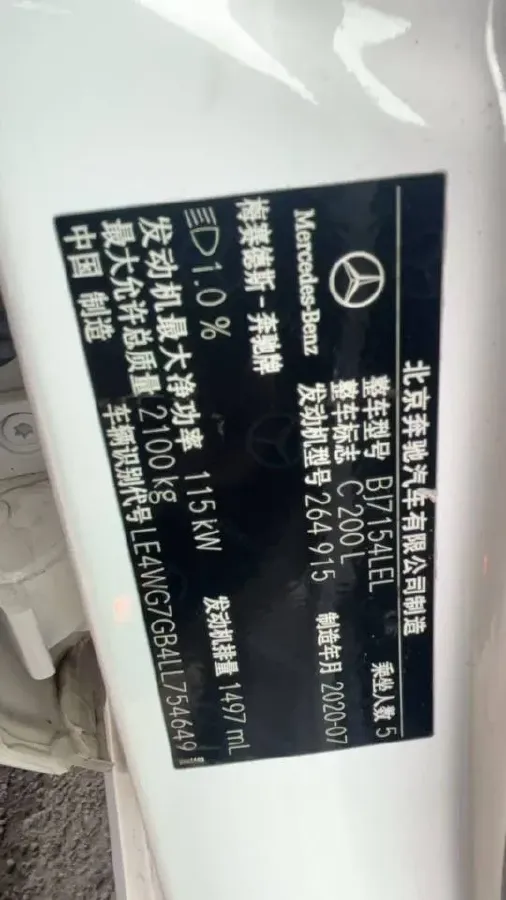 北京奔驰汽车有限公司制造
整车型号 BJ7154LEL 乘坐人数 5
整车标志 C 200 L
发动机型号 264 915 制造年月 2020-07
Mercedes-Benz
梅赛德斯-奔驰牌
1.0 %
发动机最大净功率 115 kW 发动机排量 1497 mL
最大允许总质量 2100 kg
中国 制造 车辆识别代号 LE4WG7GB4LL754649